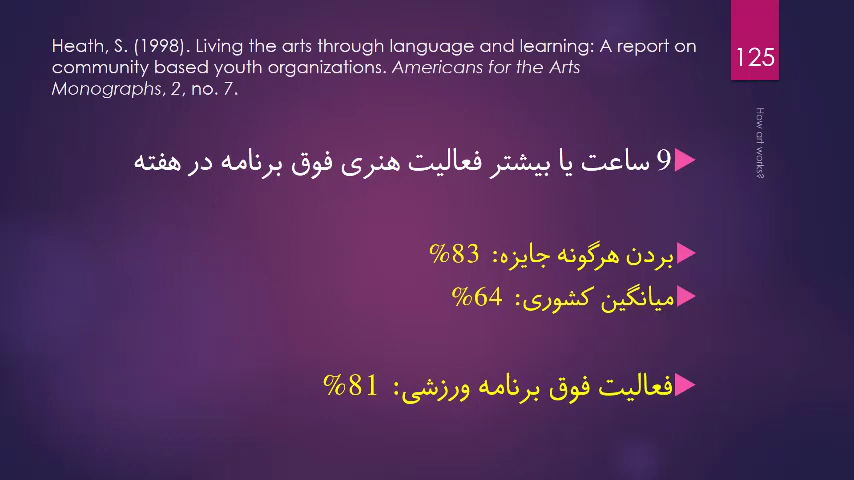 Heath, S. (1998). Living the arts through language and learning: A report on
community based youth organizations. Americans for the Arts
Monographs, 2, no. 7.
125
How art works?
9 ساعت یا بیشتر فعالیت هنری فوق برنامه در هفته
بردن هرگونه جایزه: 83%
میانگین کشوری: 64%
فعالیت فوق برنامه ورزشی: 81%